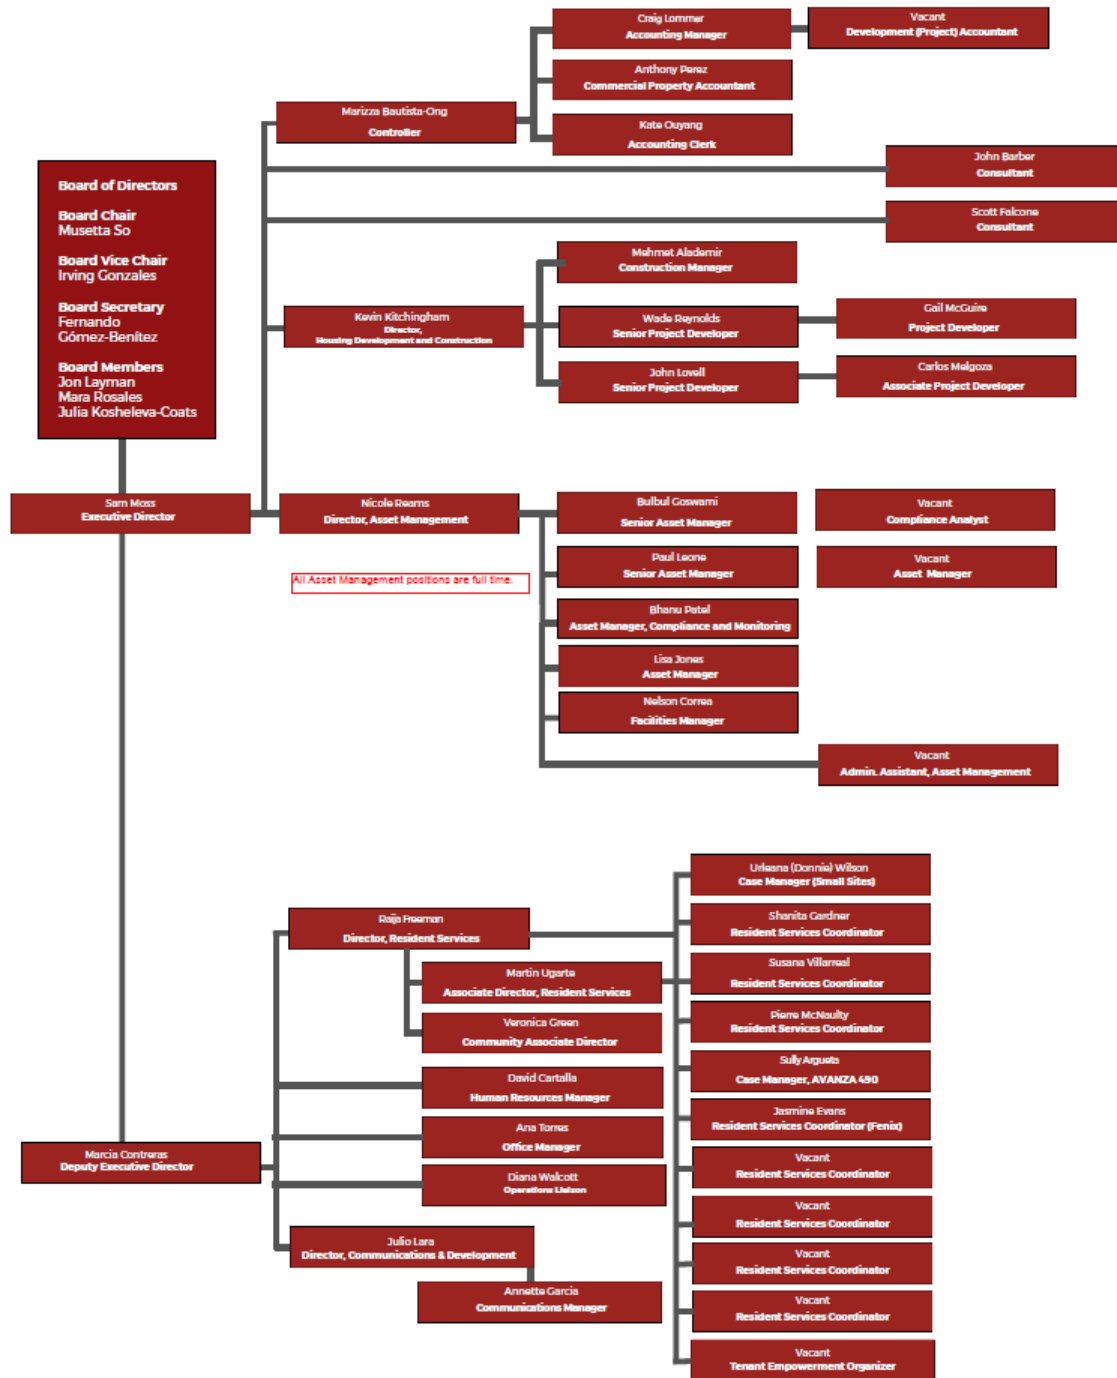 Craig Lommer
Accounting Manager
Vacant
Development (Project) Accountant
Anthony Perez
Commercial Property Accountant
Marizza Bautista-Ong
Controller
Kate Ouyang
Accounting Clerk
John Barber
Consultant
Scott Falcone
Consultant
Board of Directors
Board Chair
Musetta So
Board Vice Chair
Irving Gonzales
Board Secretary
Fernando
Gómez-Benítez
Board Members
Jon Layman
Mara Rosales
Julia Kosheleva-Coats
Mehmet Alademir
Construction Manager
Kevin Kitchingham
Director,
Housing Development and Construction
Wade Reynolds
Senior Project Developer
Gail McGuire
Project Developer
John Lovell
Senior Project Developer
Carlos Melgoza
Associate Project Developer
Sam Moss
Executive Director
Nicole Reams
Director, Asset Management
Bulbul Goswami
Senior Asset Manager
Vacant
Compliance Analyst
All Asset Management positions are full time.
Paul Leone
Senior Asset Manager
Vacant
Asset Manager
Bhanu Patel
Asset Manager, Compliance and Monitoring
Lisa Jones
Asset Manager
Nelson Correa
Facilities Manager
Vacant
Admin. Assistant, Asset Management
Urleana (Donnie) Wilson
Case Manager (Small Sites)
Raija Freeman
Director, Resident Services
Shanita Gardner
Resident Services Coordinator
Martin Ugarte
Associate Director, Resident Services
Susana Villarreal
Resident Services Coordinator
Veronica Green
Community Associate Director
Pierre McNaulty
Resident Services Coordinator
David Cartalla
Human Resources Manager
Sully Argueta
Case Manager, AVANZA 490
Ana Torres
Office Manager
Jasmine Evans
Resident Services Coordinator (Fenix)
Marcia Contreras
Deputy Executive Director
Diana Walcott
Operations Liaison
Vacant
Resident Services Coordinator
Vacant
Resident Services Coordinator
Julio Lara
Director, Communications & Development
Vacant
Resident Services Coordinator
Annette Garcia
Communications Manager
Vacant
Resident Services Coordinator
Vacant
Tenant Empowerment Organizer